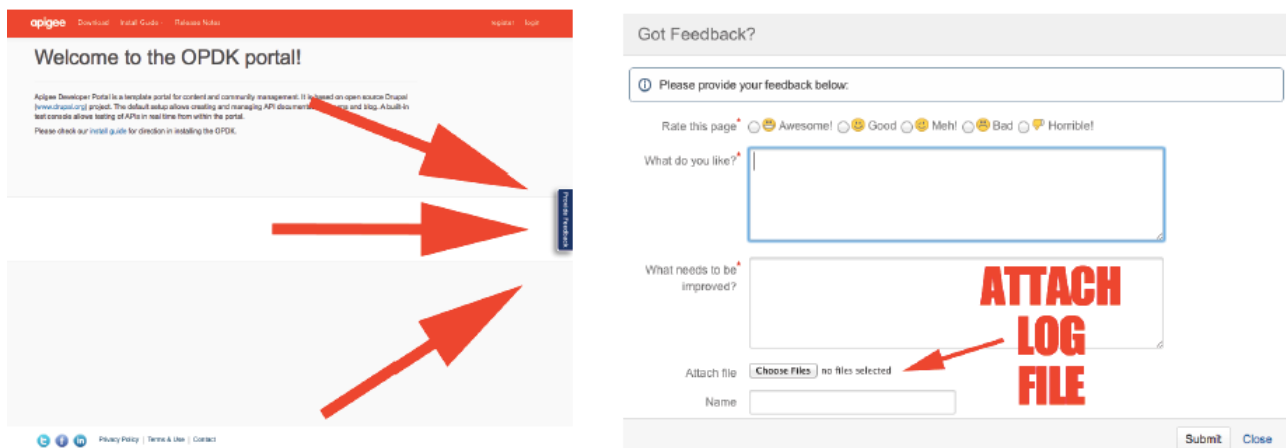 apigee Download Install Guide Release Notes register login
Welcome to the OPDK portal!
Apigee Developer Portal is a template portal for content and community management. It is based on open source Drupal
(www.drupal.org) project. The default setup allows creating and managing API documents and blog. A built-in
test console allows testing of APIs in real time from within the portal.
Please check our install guide for direction in installing the OPDK.
Provide Feedback
Privacy Policy | Terms & Use | Contact
Got Feedback?
Please provide your feedback below:
Rate this page* Awesome! Good Meh! Bad Horrible!
What do you like?*
What needs to be*
improved?
ATTACH
LOG
FILE
Attach file Choose Files no files selected
Name
Submit Close